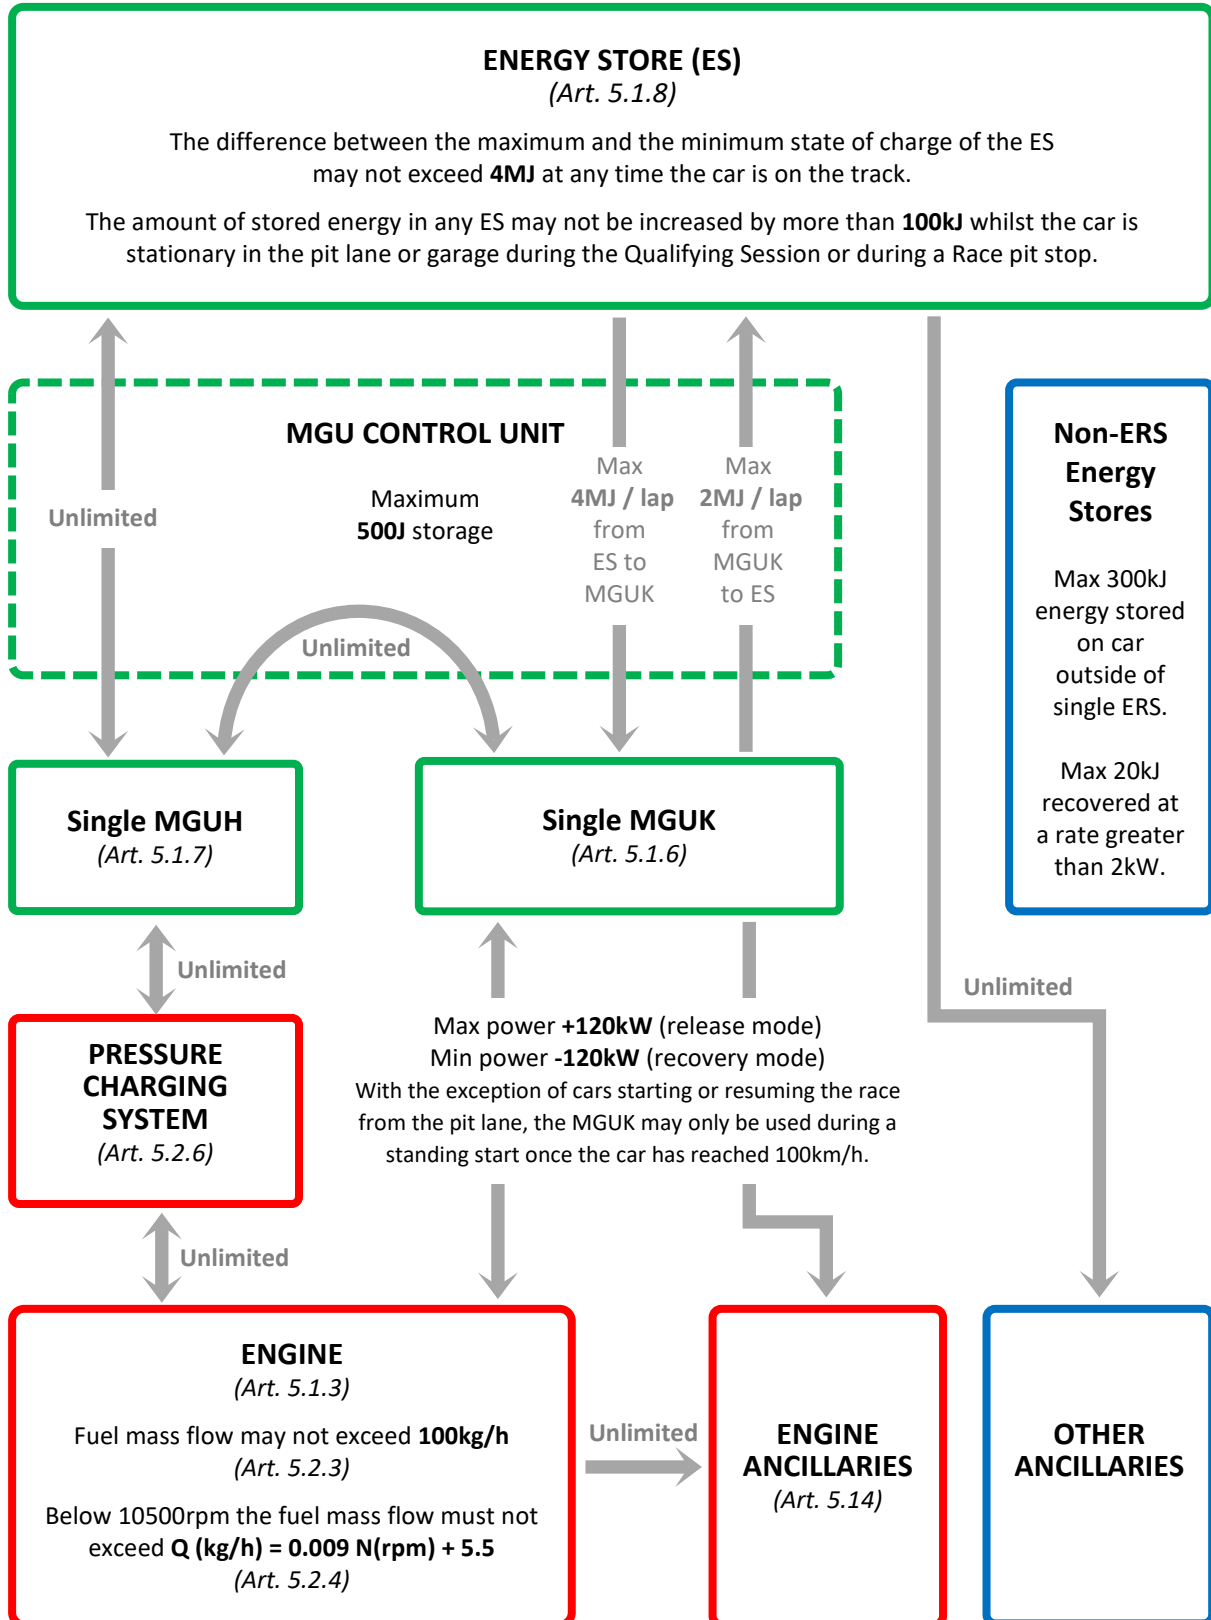 ENERGY STORE (ES)
(Art. 5.1.8)
The difference between the maximum and the minimum state of charge of the ES
may not exceed 4MJ at any time the car is on the track.
The amount of stored energy in any ES may not be increased by more than 100kJ whilst the car is
stationary in the pit lane or garage during the Qualifying Session or during a Race pit stop.
Unlimited
MGU CONTROL UNIT
Maximum
500J storage
Max
4MJ / lap
from
ES to
MGUK
Max
2MJ / lap
from
MGUK
to ES
Unlimited
Non-ERS
Energy
Stores
Max 300kJ
energy stored
on car
outside of
single ERS.
Max 20kJ
recovered at
a rate greater
than 2kW.
Single MGUH
(Art. 5.1.7)
Single MGUK
(Art. 5.1.6)
Unlimited
Unlimited
PRESSURE
CHARGING
SYSTEM
(Art. 5.2.6)
Max power +120kW (release mode)
Min power -120kW (recovery mode)
With the exception of cars starting or resuming the race
from the pit lane, the MGUK may only be used during a
standing start once the car has reached 100km/h.
Unlimited
ENGINE
(Art. 5.1.3)
Fuel mass flow may not exceed 100kg/h
(Art. 5.2.3)
Below 10500rpm the fuel mass flow must not
exceed Q (kg/h) = 0.009 N(rpm) + 5.5
(Art. 5.2.4)
Unlimited
ENGINE
ANCILLARIES
(Art. 5.14)
OTHER
ANCILLARIES